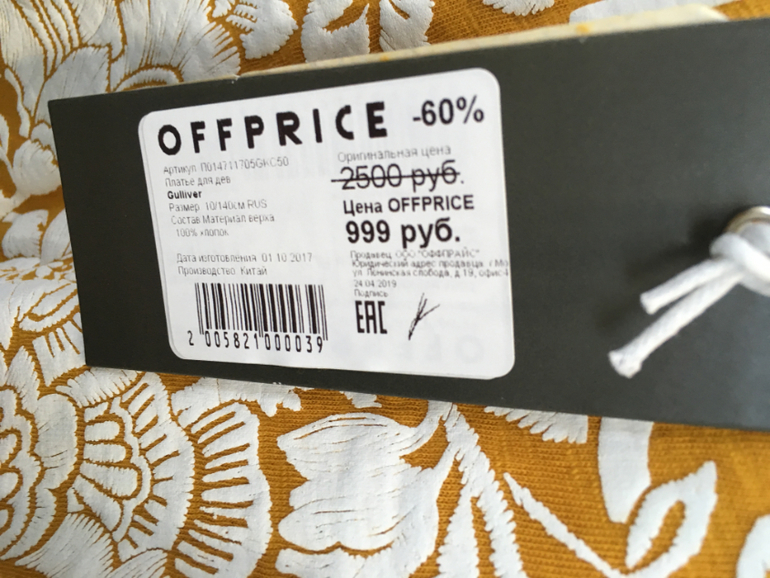 OFFPRICE -60%
Артикул П014711705GKC50
Платье для дев
Gulliver
Размер 10/140см RUS
Состав Материал верха
100% хлопок
Дата изготовления 01.10.2017
Производство Китай
2 005821 000039
Оригинальная цена
2500 руб.
Цена OFFPRICE
999 руб.
Продавец ООО "ОФФПРАЙС"
Юридический адрес продавца г Мо
ул Ленинская слобода, д 19, офис 4
24.04.2019
Подпись
ЕАС